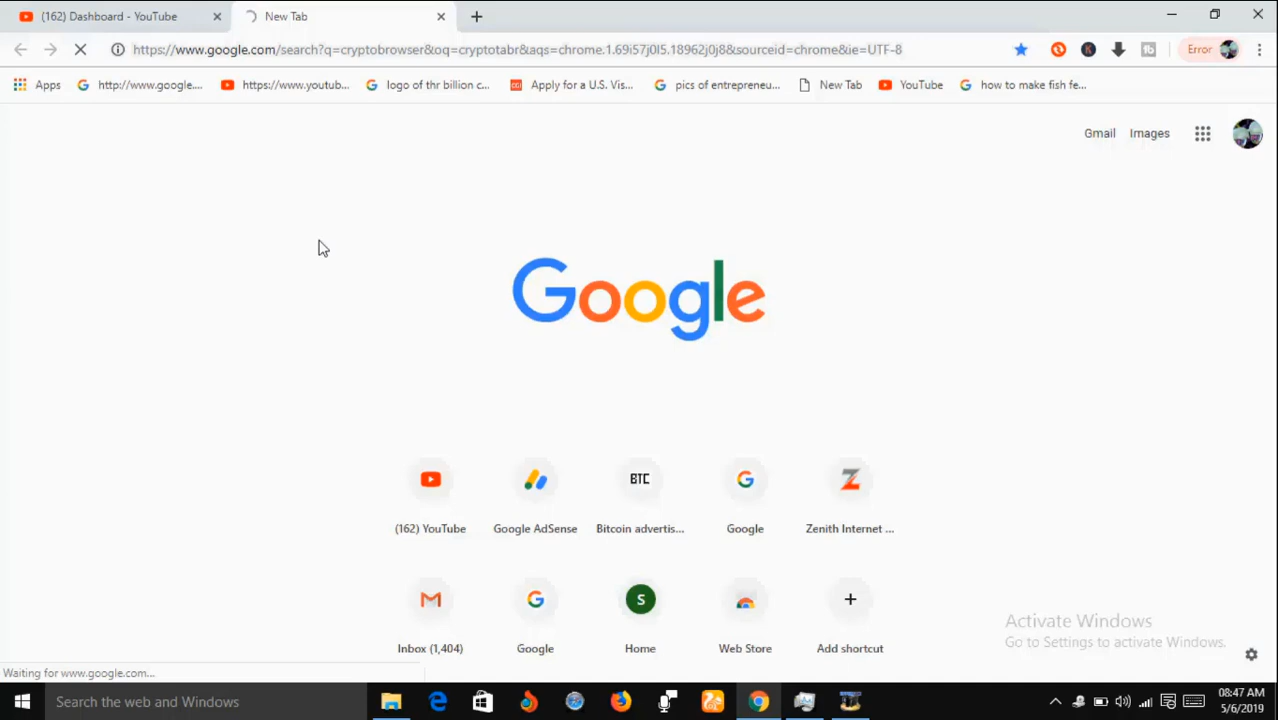 (162) Dashboard - YouTube
New Tab
https://www.google.com/search?q=cryptobrowser&oq=cryptotabr&aqs=chrome.1.69i57j0l5.18962j0j8&sourceid=chrome&ie=UTF-8
Error
Apps
http://www.google....
https://www.youtub...
logo of thr billion c...
Apply for a U.S. Vis...
pics of entrepreneu...
New Tab
YouTube
how to make fish fe...
Gmail
Images
Google
BTC
(162) YouTube
Google AdSense
Bitcoin advertis...
Google
Zenith Internet ...
S
Inbox (1,404)
Google
Home
Web Store
Add shortcut
Activate Windows
Go to Settings to activate Windows.
Waiting for www.google.com...
Search the web and Windows
08:47 AM
5/6/2019